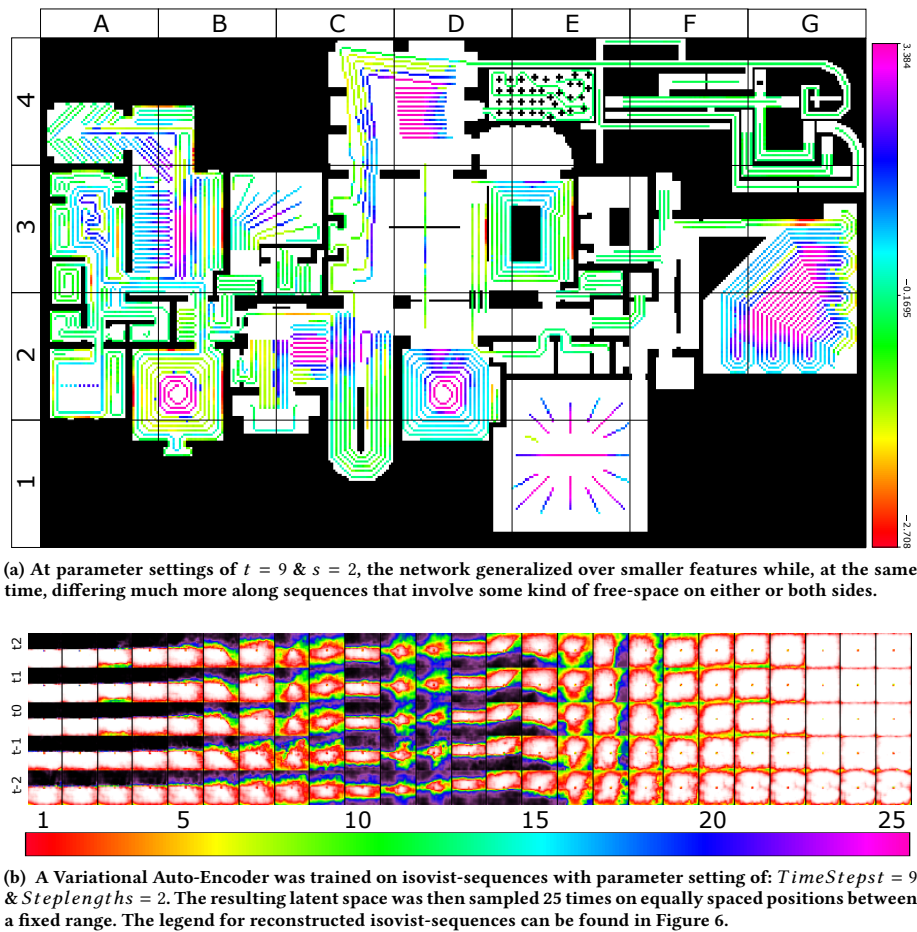 A B C D E F G
4
3
2
1
3.384
-0.1695
-2.708
(a) At parameter settings of t = 9 & s = 2, the network generalized over smaller features while, at the same
time, differing much more along sequences that involve some kind of free-space on either or both sides.
t2
t1
t0
t-1
t-2
1 5 10 15 20 25
(b) A Variational Auto-Encoder was trained on isovist-sequences with parameter setting of: TimeStepst = 9
& Steplengths = 2. The resulting latent space was then sampled 25 times on equally spaced positions between
a fixed range. The legend for reconstructed isovist-sequences can be found in Figure 6.